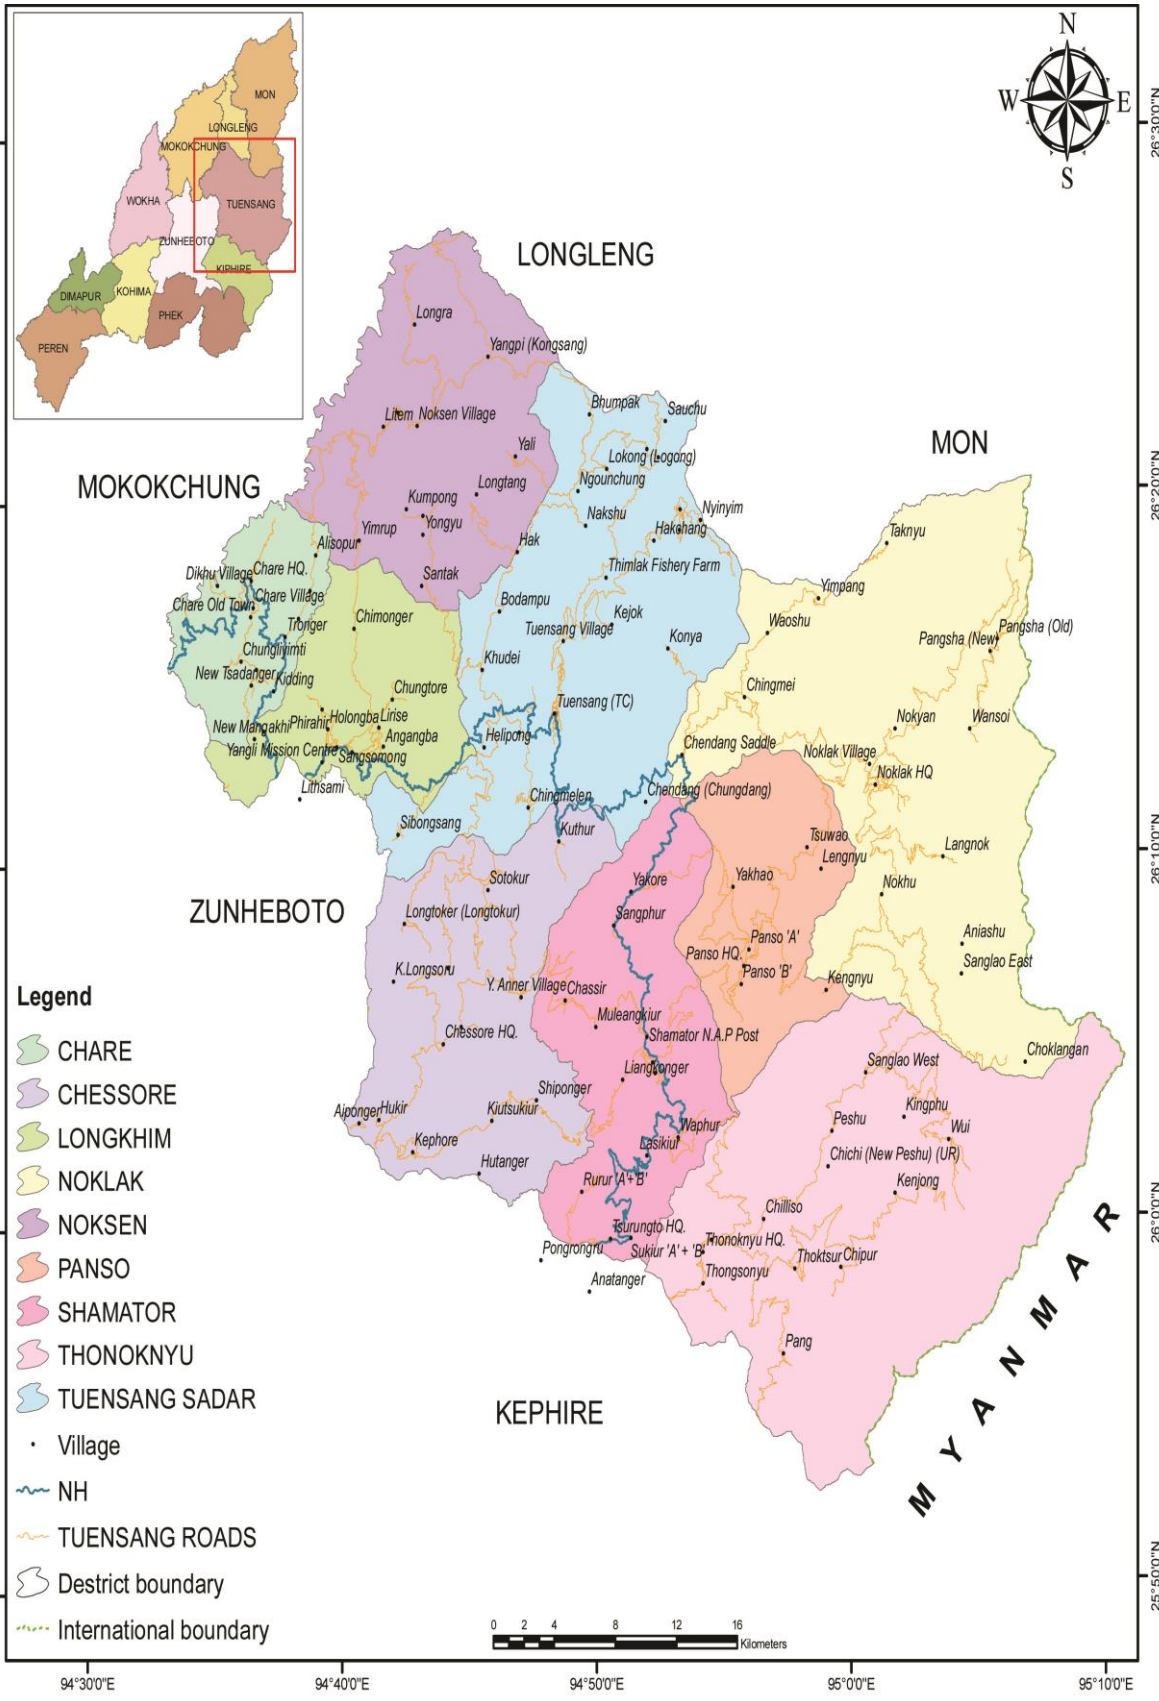 N
W
E
S
MON
LONGLENG
MOKOKCHUNG
TUENSANG
WOKHA
ZUNHEBOTO
KIPHIRE
DIMAPUR
KOHIMA
PHEK
PEREN
26°30'0"N
26°20'0"N
26°10'0"N
26°0'0"N
25°50'0"N
LONGLENG
MON
MOKOKCHUNG
ZUNHEBOTO
KEPHIRE
MYANMAR
Longra
Yangpi (Kongsang)
Litem
Noksen Village
Yali
Longtang
Kumpong
Yongyu
Yimrup
Santak
Alisopur
Bhumpak
Sauchu
Lokong (Logong)
Ngounchung
Nakshu
Nyinyim
Hakchang
Hak
Thimlak Fishery Farm
Bodampu
Kejok
Tuensang Village
Konya
Khudei
Tuensang (TC)
Helipong
Chingmelen
Chendang Saddle
Chendang (Chungdang)
Sibongsang
Kuthur
Dikhu Village
Chare HQ.
Chare Village
Chare Old Town
Tronger
Chungliyimti
New Tsadanger
Kidding
New Mangakhi
Yangli Mission Centre
Chimonger
Chungtore
Phirahir
Holongba
Lirise
Angangba
Sangsomong
Lithsami
Taknyu
Yimpang
Waoshu
Pangsha (New)
Pangsha (Old)
Chingmei
Nokyan
Wansoi
Noklak Village
Noklak HQ
Langnok
Nokhu
Aniashu
Sanglao East
Choklangan
Tsuwao
Lengnyu
Yakhao
Panso 'A'
Panso HQ.
Panso 'B'
Kengnyu
Sotokur
Longtoker (Longtokur)
K.Longsoru
Y. Anner Village
Chessore HQ.
Shiponger
Kiutsukiur
Aiponger
Hukir
Kephore
Hutanger
Yakore
Sangphur
Chassir
Muleangkiur
Shamator N.A.P Post
Liangkonger
Waphur
Lasikiur
Rurur 'A'+ B'
Tsurungto HQ.
Sukiur 'A' + 'B'
Pongrongru
Anatanger
Sanglao West
Kingphu
Peshu
Wui
Chichi (New Peshu) (UR)
Kenjong
Chilliso
Thonoknyu HQ.
Thoktsur
Chipur
Thongsonyu
Pang
Legend
CHARE
CHESSORE
LONGKHIM
NOKLAK
NOKSEN
PANSO
SHAMATOR
THONOKNYU
TUENSANG SADAR
Village
NH
TUENSANG ROADS
Destrict boundary
International boundary
0 2 4 8 12 16
Kilometers
94°30'0"E
94°40'0"E
94°50'0"E
95°0'0"E
95°10'0"E